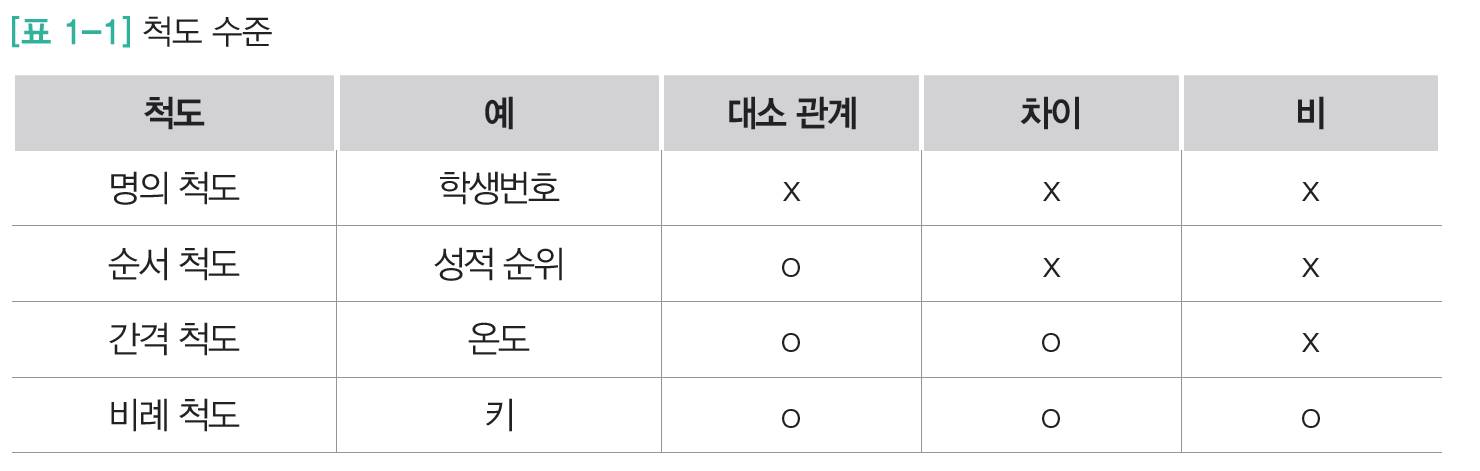 [표 1-1] 척도 수준
척도 예 대소 관계 차이 비
명의 척도 학생번호 X X X
순서 척도 성적 순위 O X X
간격 척도 온도 O O X
비례 척도 키 O O O